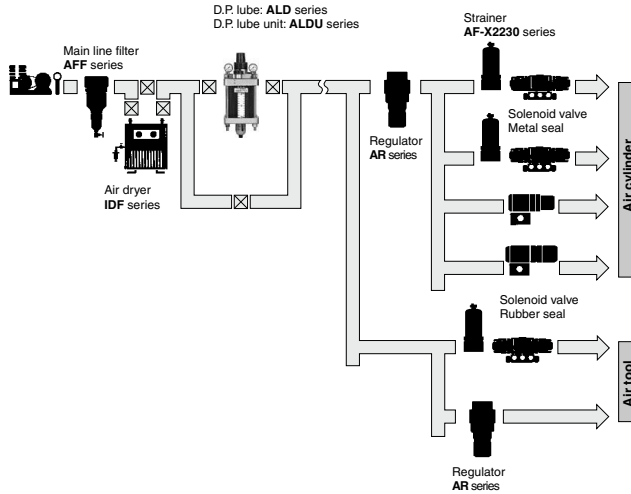 D.P. lube: ALD series
D.P. lube unit: ALDU series
Strainer
AF-X2230 series
Main line filter
AFF series
Solenoid valve
Metal seal
Regulator
AR series
Air dryer
IDF series
Air cylinder
Solenoid valve
Rubber seal
Air tool
Regulator
AR series